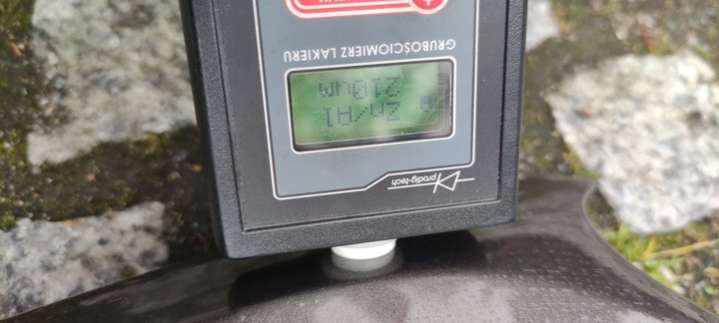 prodig-tech
Zn/Al
210um
GRUBOŚCIOMIERZ LAKIERU